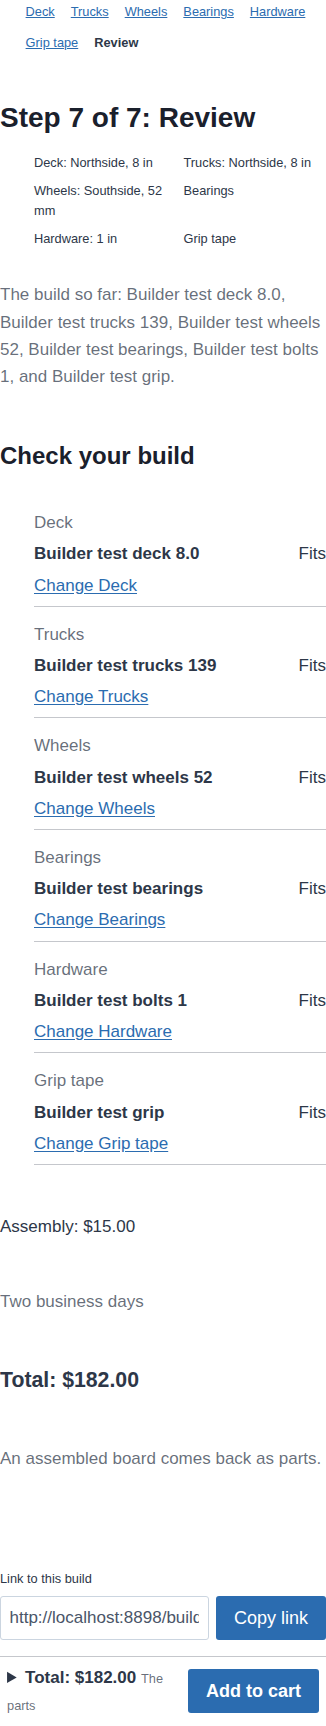 Deck Trucks Wheels Bearings Hardware
Grip tape Review
Step 7 of 7: Review
Deck: Northside, 8 in Trucks: Northside, 8 in
Wheels: Southside, 52 Bearings
mm
Hardware: 1 in Grip tape
The build so far: Builder test deck 8.0,
Builder test trucks 139, Builder test wheels
52, Builder test bearings, Builder test bolts
1, and Builder test grip.
Check your build
Deck
Builder test deck 8.0 Fits
Change Deck
Trucks
Builder test trucks 139 Fits
Change Trucks
Wheels
Builder test wheels 52 Fits
Change Wheels
Bearings
Builder test bearings Fits
Change Bearings
Hardware
Builder test bolts 1 Fits
Change Hardware
Grip tape
Builder test grip Fits
Change Grip tape
Assembly: $15.00
Two business days
Total: $182.00
An assembled board comes back as parts.
Link to this build
http://localhost:8898/build Copy link
Total: $182.00 The
parts
Add to cart